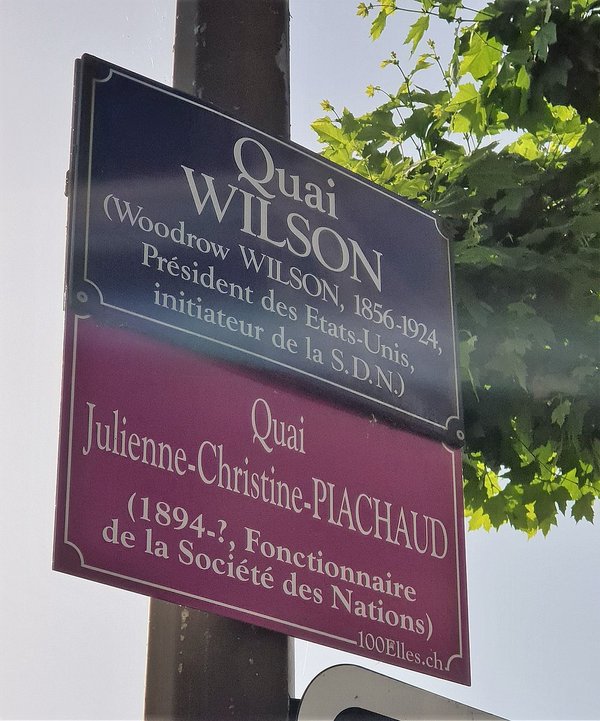 Quai
WILSON
(Woodrow WILSON, 1856-1924,
Président des Etats-Unis,
initiateur de la S.D.N.)
Quai
Julienne-Christine-PIACHAUD
(1894-?, Fonctionnaire
de la Société des Nations)
100Elles.ch